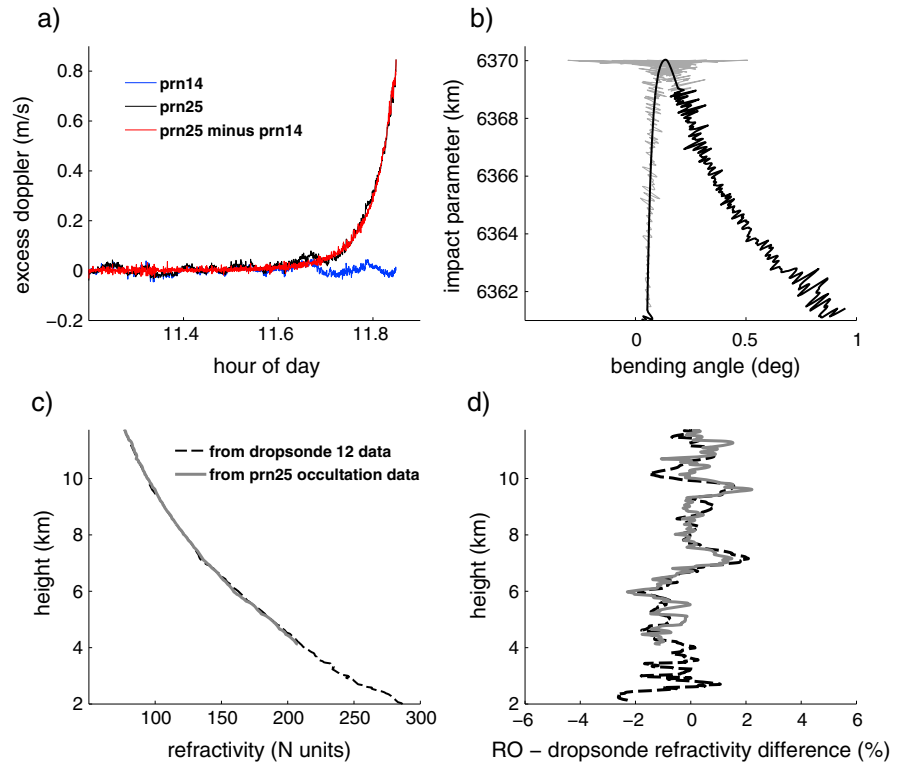 a)
0.8
0.6
0.4
0.2
0
−0.2
excess doppler (m/s)
prn14
prn25
prn25 minus prn14
11.4
11.6
11.8
hour of day
b)
6370
6368
6366
6364
6362
impact parameter (km)
0
0.5
1
bending angle (deg)
c)
10
8
6
4
2
height (km)
from dropsonde 12 data
from prn25 occultation data
100
150
200
250
300
refractivity (N units)
d)
10
8
6
4
2
height (km)
−6
−4
−2
0
2
4
6
RO − dropsonde refractivity difference (%)